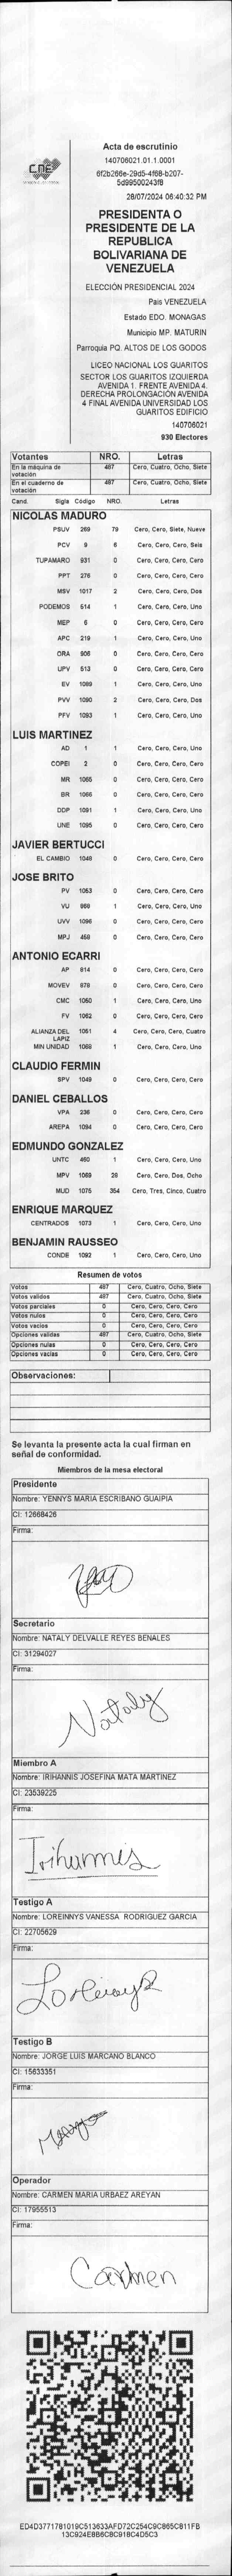 CNE
Acta de escrutinio
140706021.01.1.0001
6f2b266e-29d5-4f68-b207-
5d99500243f8
28/07/2024 06:40:32 PM
PRESIDENTA O
PRESIDENTE DE LA
REPUBLICA
BOLIVARIANA DE
VENEZUELA
ELECCIÓN PRESIDENCIAL 2024
Pais VENEZUELA
Estado EDO. MONAGAS
Municipio MP. MATURIN
Parroquia PQ. ALTOS DE LOS GODOS
LICEO NACIONAL LOS GUARITOS
SECTOR LOS GUARITOS IZQUIERDA
AVENIDA 1. FRENTE AVENIDA 4.
DERECHA PROLONGACIÓN AVENIDA
4 FINAL AVENIDA UNIVERSIDAD LOS
GUARITOS EDIFICIO
140706021
930 Electores
Votantes NRO. Letras
En la máquina de votación 487 Cero, Cuatro, Ocho, Siete
En el cuaderno de votación 487 Cero, Cuatro, Ocho, Siete
Cand. Sigla Código NRO. Letras
NICOLAS MADURO
PSUV 269 79 Cero, Cero, Siete, Nueve
PCV 9 6 Cero, Cero, Cero, Seis
TUPAMARO 931 0 Cero, Cero, Cero, Cero
PPT 276 0 Cero, Cero, Cero, Cero
MSV 1017 2 Cero, Cero, Cero, Dos
PODEMOS 514 1 Cero, Cero, Cero, Uno
MEP 6 0 Cero, Cero, Cero, Cero
APC 219 1 Cero, Cero, Cero, Uno
ORA 906 0 Cero, Cero, Cero, Cero
UPV 513 0 Cero, Cero, Cero, Cero
EV 1089 1 Cero, Cero, Cero, Uno
PVV 1090 2 Cero, Cero, Cero, Dos
PFV 1093 1 Cero, Cero, Cero, Uno
LUIS MARTINEZ
AD 1 1 Cero, Cero, Cero, Uno
COPEI 2 0 Cero, Cero, Cero, Cero
MR 1065 0 Cero, Cero, Cero, Cero
BR 1066 0 Cero, Cero, Cero, Cero
DDP 1091 1 Cero, Cero, Cero, Uno
UNE 1095 0 Cero, Cero, Cero, Cero
JAVIER BERTUCCI
EL CAMBIO 1048 0 Cero, Cero, Cero, Cero
JOSE BRITO
PV 1053 0 Cero, Cero, Cero, Cero
VU 968 1 Cero, Cero, Cero, Uno
UVV 1096 0 Cero, Cero, Cero, Cero
MPJ 458 0 Cero, Cero, Cero, Cero
ANTONIO ECARRI
AP 814 0 Cero, Cero, Cero, Cero
MOVEV 878 0 Cero, Cero, Cero, Cero
CMC 1050 1 Cero, Cero, Cero, Uno
FV 1062 0 Cero, Cero, Cero, Cero
ALIANZA DEL LAPIZ 1051 4 Cero, Cero, Cero, Cuatro
MIN UNIDAD 1068 1 Cero, Cero, Cero, Uno
CLAUDIO FERMIN
SPV 1049 0 Cero, Cero, Cero, Cero
DANIEL CEBALLOS
VPA 236 0 Cero, Cero, Cero, Cero
AREPA 1094 0 Cero, Cero, Cero, Cero
EDMUNDO GONZALEZ
UNTC 460 1 Cero, Cero, Cero, Uno
MPV 1069 28 Cero, Cero, Dos, Ocho
MUD 1075 354 Cero, Tres, Cinco, Cuatro
ENRIQUE MARQUEZ
CENTRADOS 1073 1 Cero, Cero, Cero, Uno
BENJAMIN RAUSSEO
CONDE 1092 1 Cero, Cero, Cero, Uno
Resumen de votos
Votos 487 Cero, Cuatro, Ocho, Siete
Votos validos 487 Cero, Cuatro, Ocho, Siete
Votos parciales 0 Cero, Cero, Cero, Cero
Votos nulos 0 Cero, Cero, Cero, Cero
Votos vacios 0 Cero, Cero, Cero, Cero
Opciones validas 487 Cero, Cuatro, Ocho, Siete
Opciones nulas 0 Cero, Cero, Cero, Cero
Opciones vacias 0 Cero, Cero, Cero, Cero
Observaciones:
Se levanta la presente acta la cual firman en
señal de conformidad.
Miembros de la mesa electoral
Presidente
Nombre: YENNYS MARIA ESCRIBANO GUAIPIA
CI: 12668426
Firma:
Secretario
Nombre: NATALY DELVALLE REYES BENALES
CI: 31294027
Firma:
Nataly
Miembro A
Nombre: IRIHANNIS JOSEFINA MATA MARTINEZ
CI: 23539225
Firma:
Irihannis
Testigo A
Nombre: LOREINNYS VANESSA RODRIGUEZ GARCIA
CI: 22705629
Firma:
Testigo B
Nombre: JORGE LUIS MARCANO BLANCO
CI: 15633351
Firma:
Operador
Nombre: CARMEN MARIA URBAEZ AREYAN
CI: 17955513
Firma:
Carmen
ED4D3771781019C513633AFD72C254C9C865C811FB
13C924E8B6C8C918C4D5C3